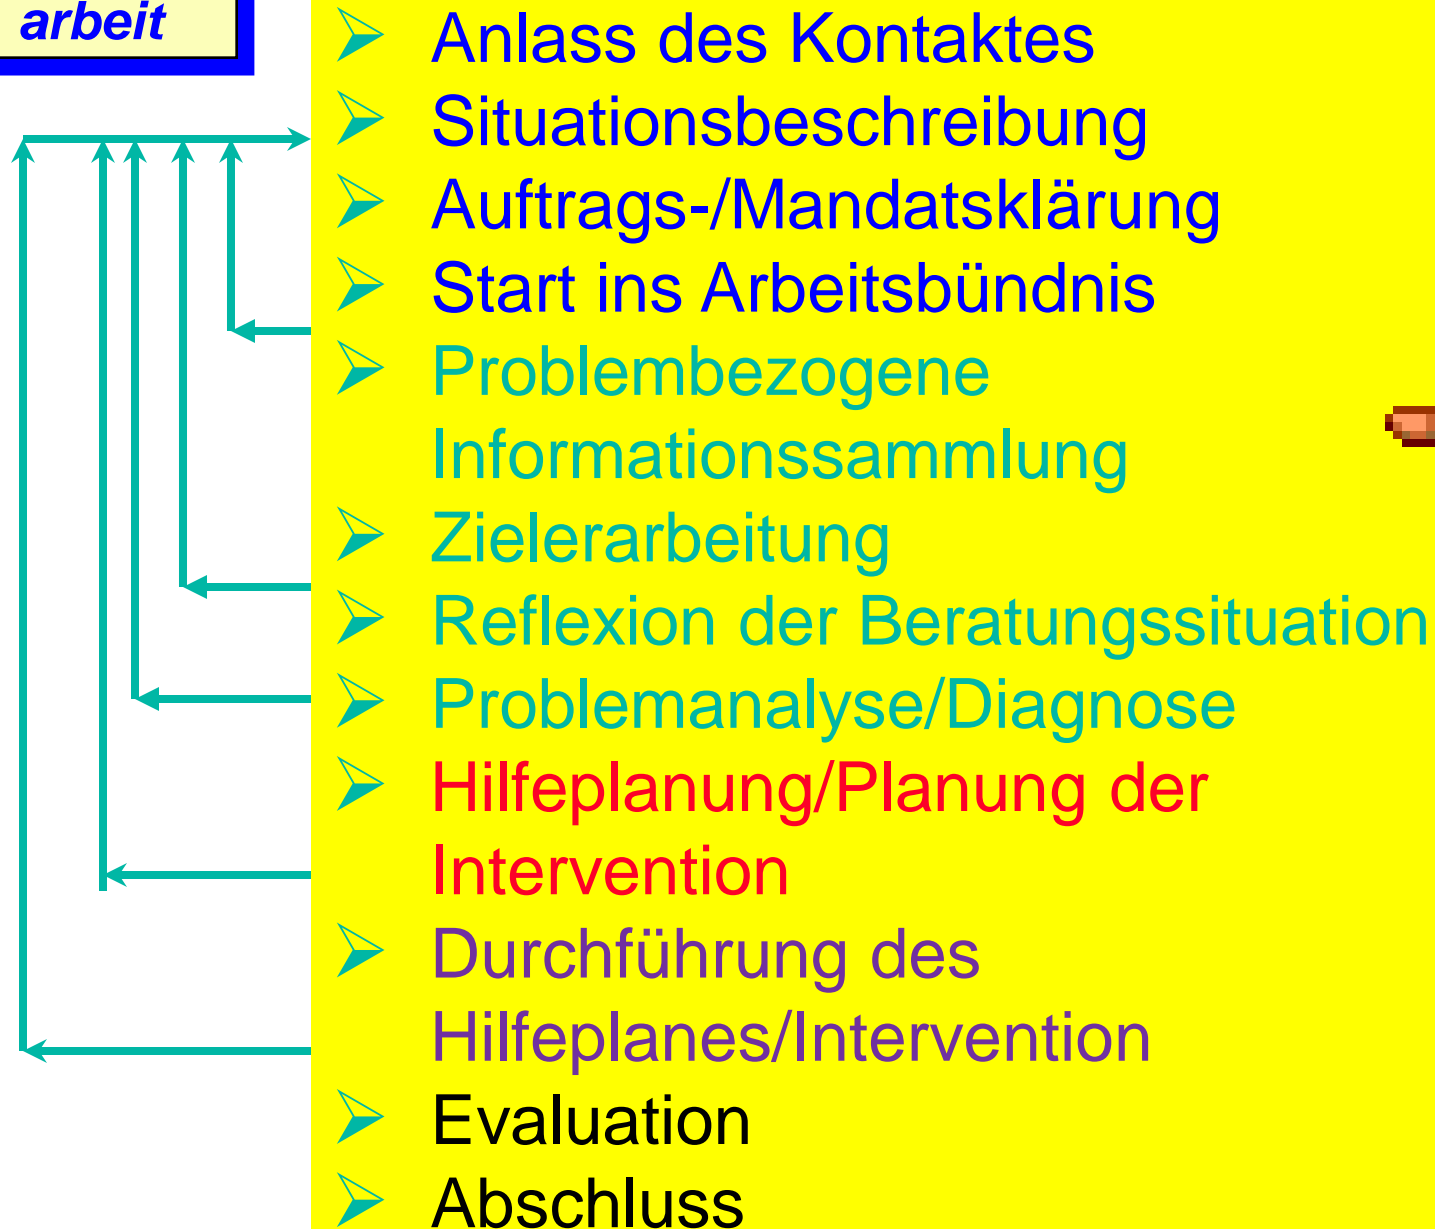 arbeit
Anlass des Kontaktes
Situationsbeschreibung
Auftrags-/Mandatsklärung
Start ins Arbeitsbündnis
Problembezogene
Informationssammlung
Zielerarbeitung
Reflexion der Beratungssituation
Problemanalyse/Diagnose
Hilfeplanung/Planung der
Intervention
Durchführung des
Hilfeplanes/Intervention
Evaluation
Abschluss